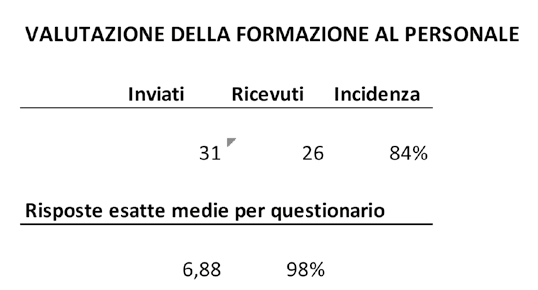 VALUTAZIONE DELLA FORMAZIONE AL PERSONALE
Inviati Ricevuti Incidenza
31 26 84%
Risposte esatte medie per questionario
6,88 98%